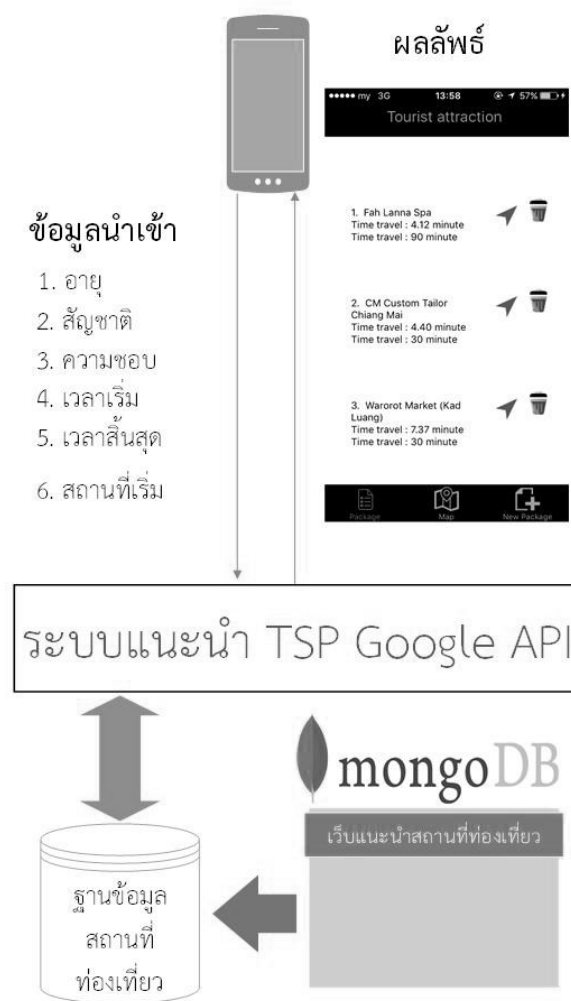 ผลลัพธ์
my 3G 13:58 57%
Tourist attraction
1. Fah Lanna Spa
Time travel : 4.12 minute
Time travel : 90 minute
2. CM Custom Tailor
Chiang Mai
Time travel : 4.40 minute
Time travel : 30 minute
3. Warorot Market (Kad
Luang)
Time travel : 7.37 minute
Time travel : 30 minute
Package Map New Package
ข้อมูลนำเข้า
1. อายุ
2. สัญชาติ
3. ความชอบ
4. เวลาเริ่ม
5. เวลาสิ้นสุด
6. สถานที่เริ่ม
ระบบแนะนำ TSP Google API
mongoDB
เว็บแนะนำสถานที่ท่องเที่ยว
ฐานข้อมูล
สถานที่
ท่องเที่ยว